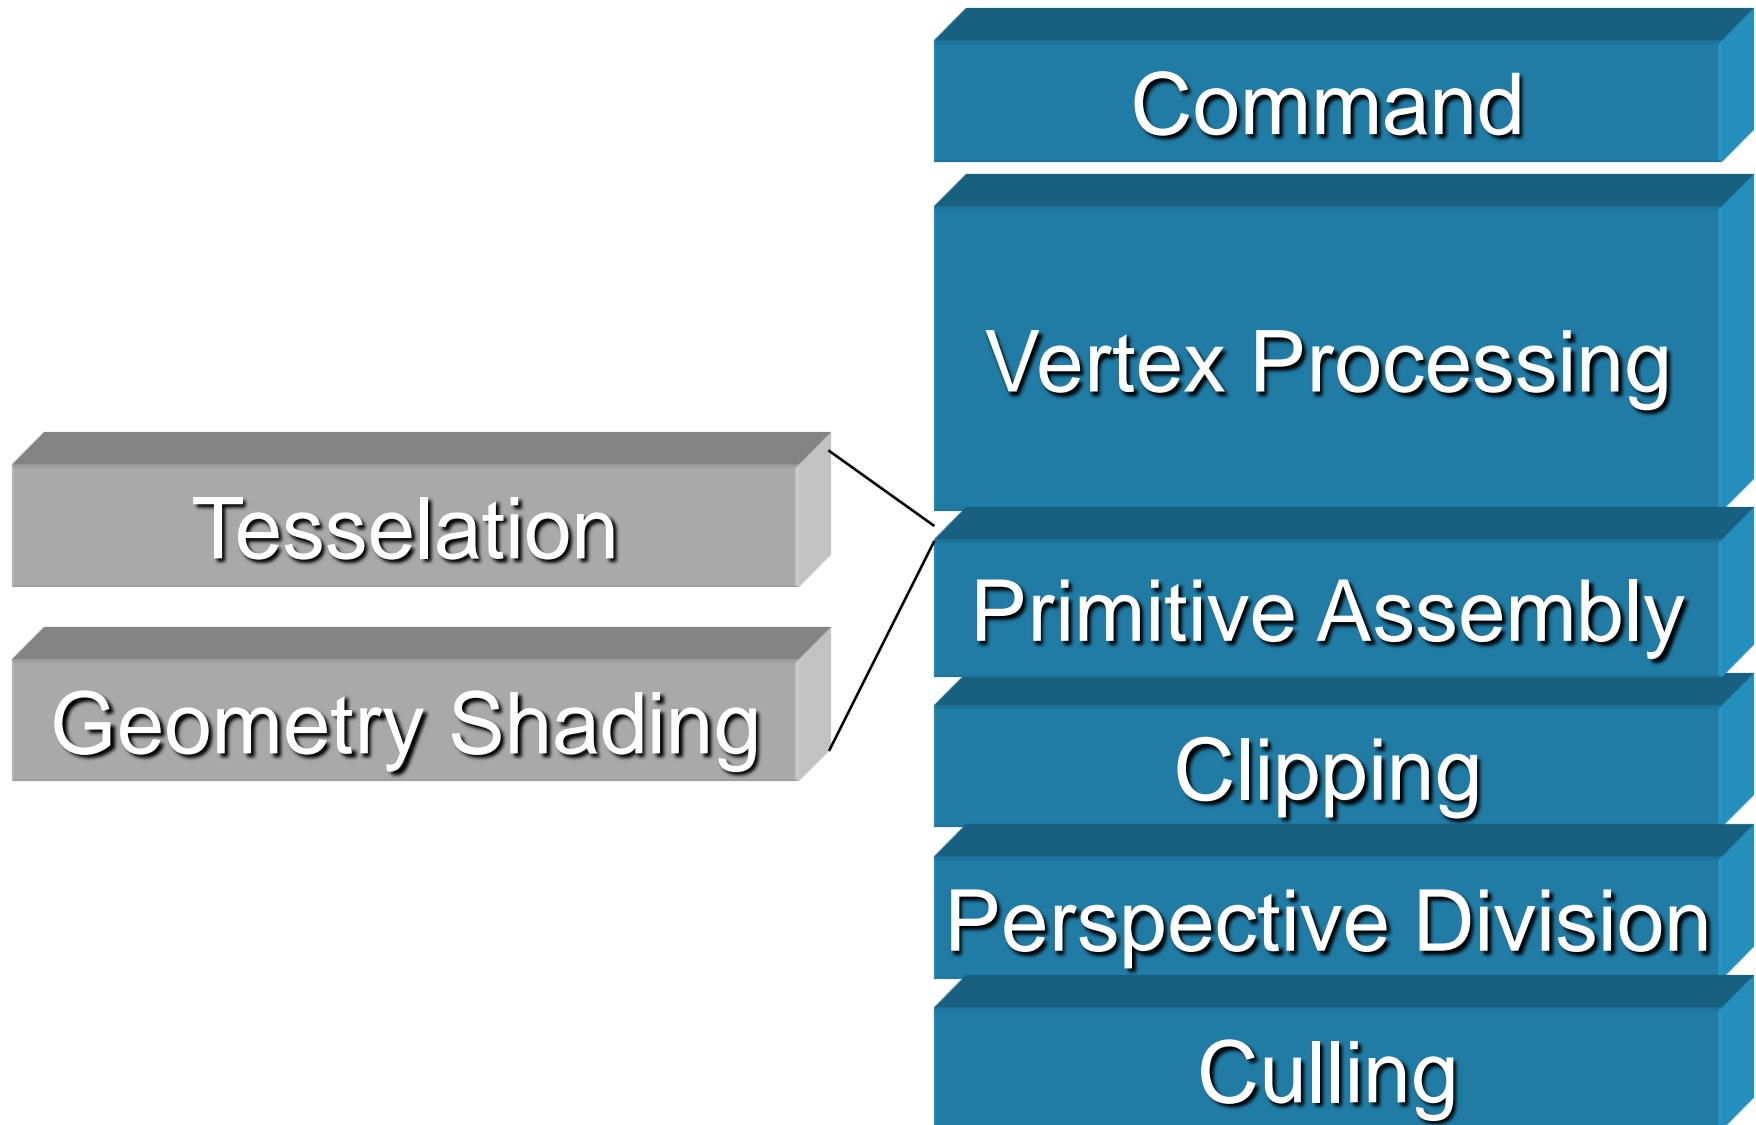 Command
Vertex Processing
Tesselation
Primitive Assembly
Geometry Shading
Clipping
Perspective Division
Culling